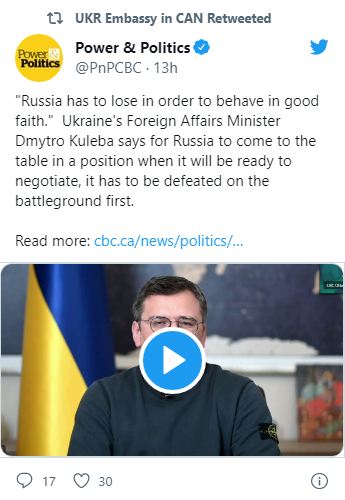 UKR Embassy in CAN Retweeted
Power & Politics
Power & Politics
@PnPCBC · 13h
"Russia has to lose in order to behave in good
faith."  Ukraine's Foreign Affairs Minister
Dmytro Kuleba says for Russia to come to the
table in a position when it will be ready to
negotiate, it has to be defeated on the
battleground first.
Read more: cbc.ca/news/politics/...
17
30